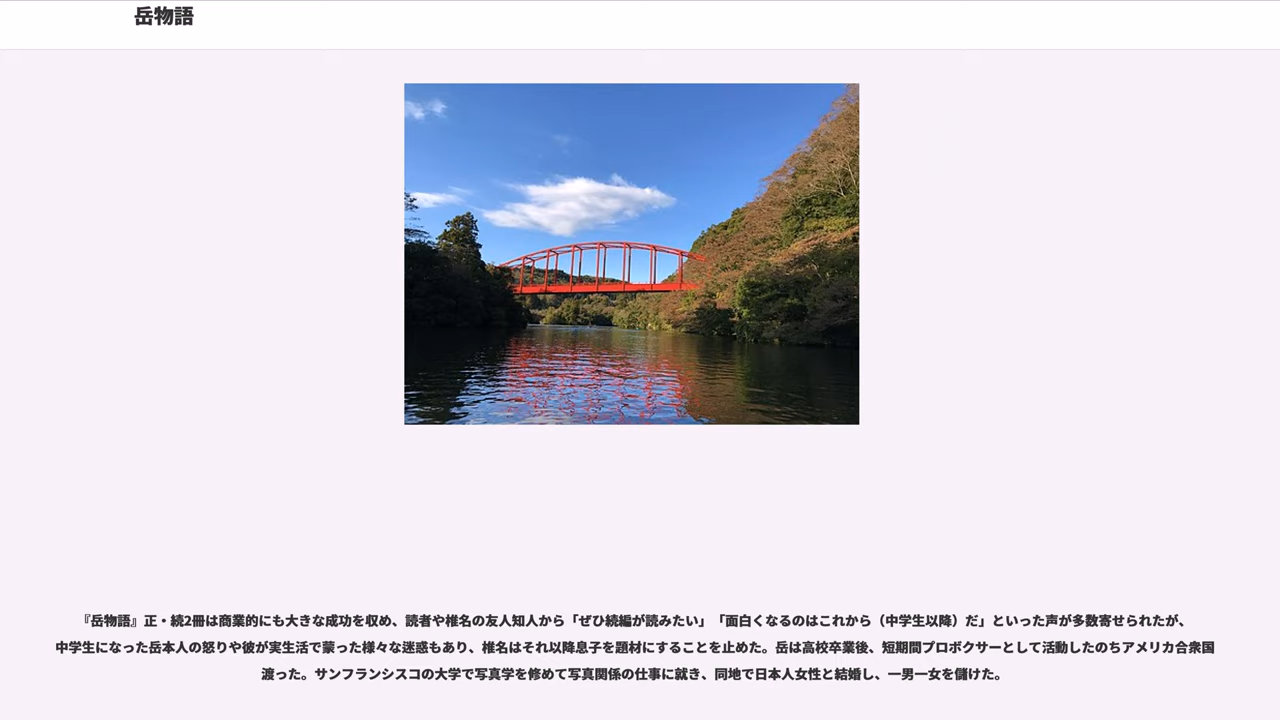 岳物語
『岳物語』正・続2冊は商業的にも大きな成功を収め、読者や椎名の友人知人から「ぜひ続編が読みたい」「面白くなるのはこれから（中学生以降）だ」といった声が多数寄せられたが、
中学生になった岳本人の怒りや彼が実生活で蒙った様々な迷惑もあり、椎名はそれ以降息子を題材にすることを止めた。岳は高校卒業後、短期間プロボクサーとして活動したのちアメリカ合衆国
渡った。サンフランシスコの大学で写真学を修めて写真関係の仕事に就き、同地で日本人女性と結婚し、一男一女を儲けた。